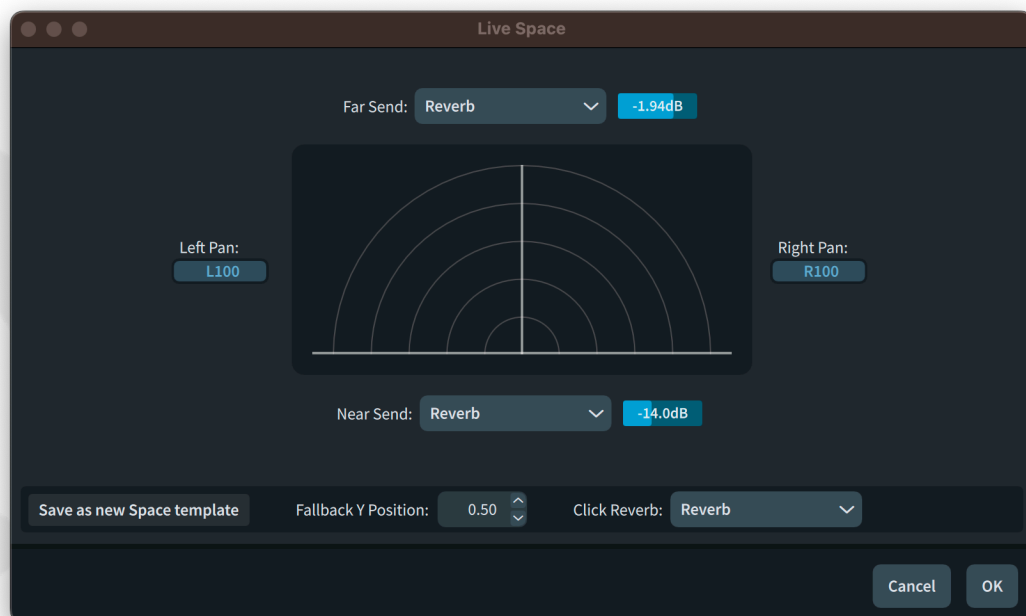 Live Space
Far Send: Reverb -1.94dB
Left Pan: Right Pan:
L100 R100
Near Send: Reverb -14.0dB
Save as new Space template Fallback Y Position: 0.50 Click Reverb: Reverb
Cancel OK